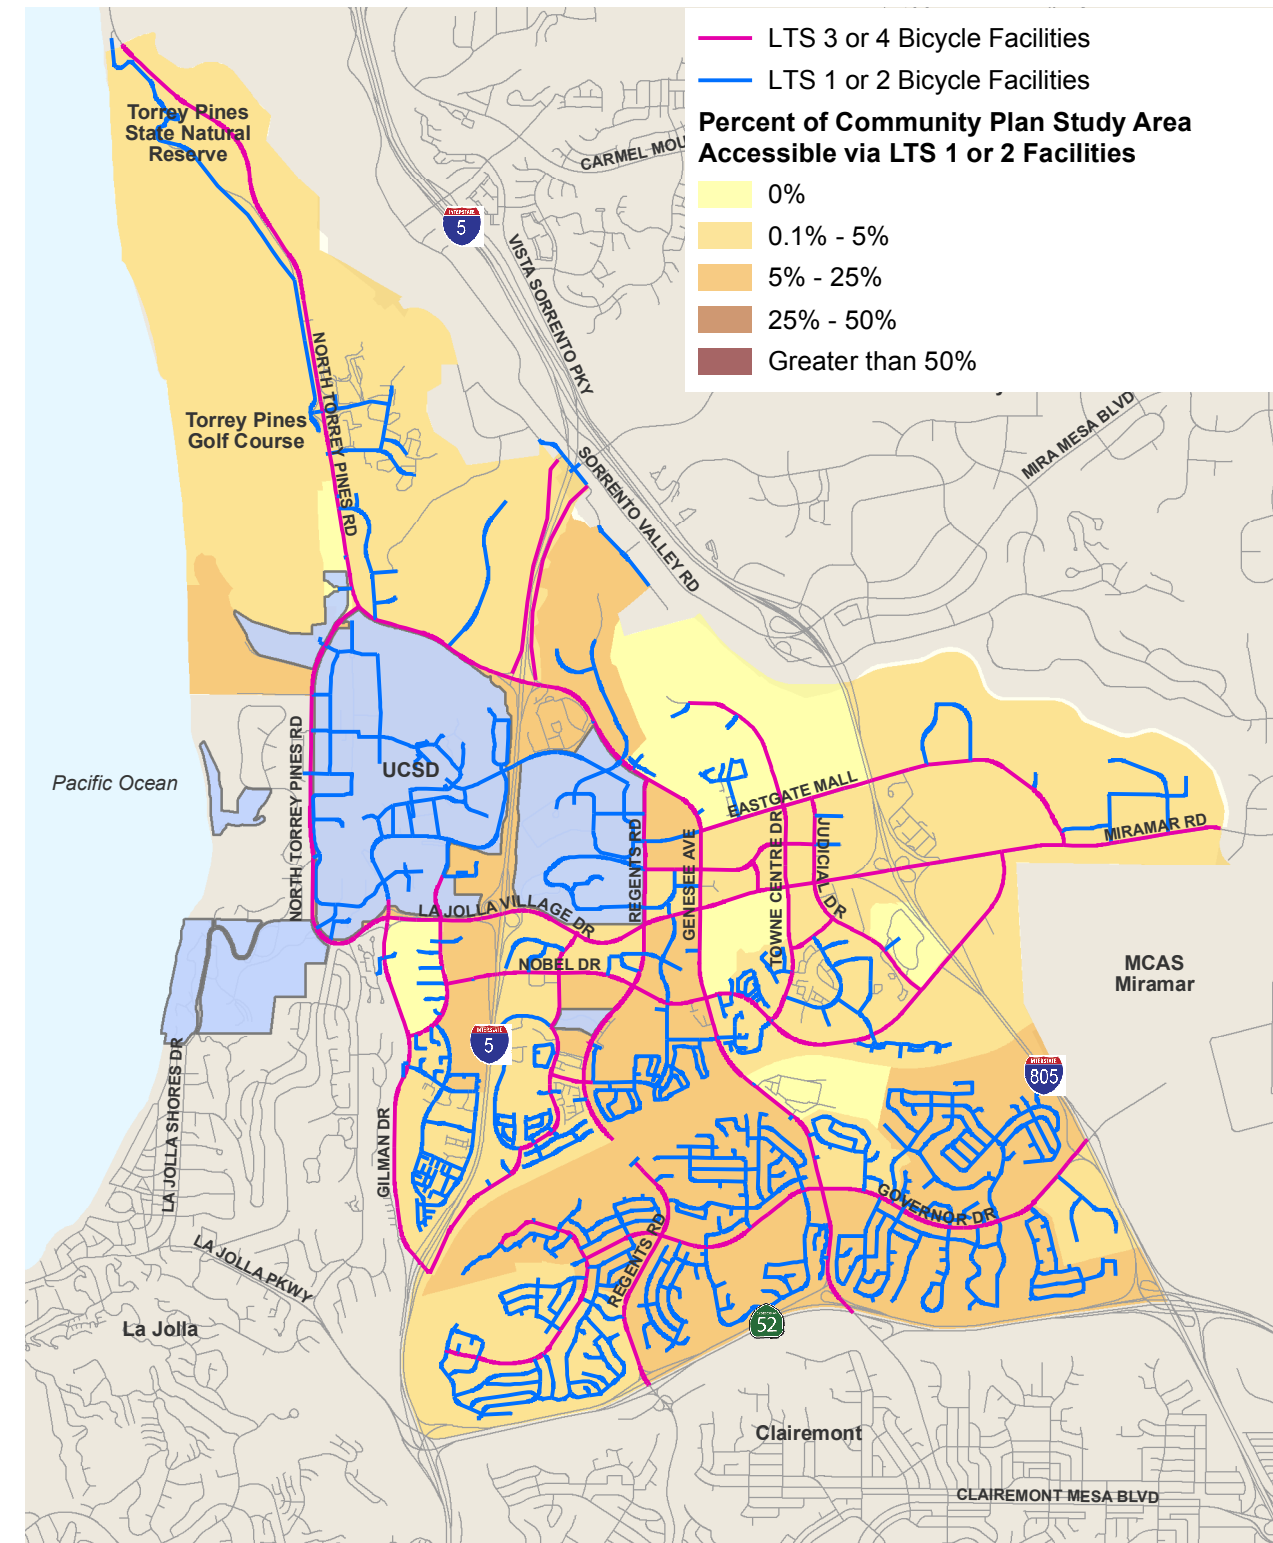 LTS 3 or 4 Bicycle Facilities
LTS 1 or 2 Bicycle Facilities
Percent of Community Plan Study Area
Accessible via LTS 1 or 2 Facilities
0%
0.1% - 5%
5% - 25%
25% - 50%
Greater than 50%
Torrey Pines
State Natural
Reserve
CARMEL MOU
INTERSTATE
5
VISTA SORRENTO PKY
NORTH TORREY PINES RD
Torrey Pines
Golf Course
MIRA MESA BLVD
SORRENTO VALLEY RD
UCSD
Pacific Ocean
NORTH TORREY PINES RD
EASTGATE MALL
MIRAMAR RD
REGENTS RD
GENESEE AVE
TOWNE CENTRE DR
JUDICIAL DR
LA JOLLA VILLAGE DR
NOBEL DR
MCAS
Miramar
INTERSTATE
5
INTERSTATE
805
LA JOLLA SHORES DR
GILMAN DR
GOVERNOR DR
REGENTS RD
LA JOLLA PKWY
La Jolla
52
Clairemont
CLAIREMONT MESA BLVD